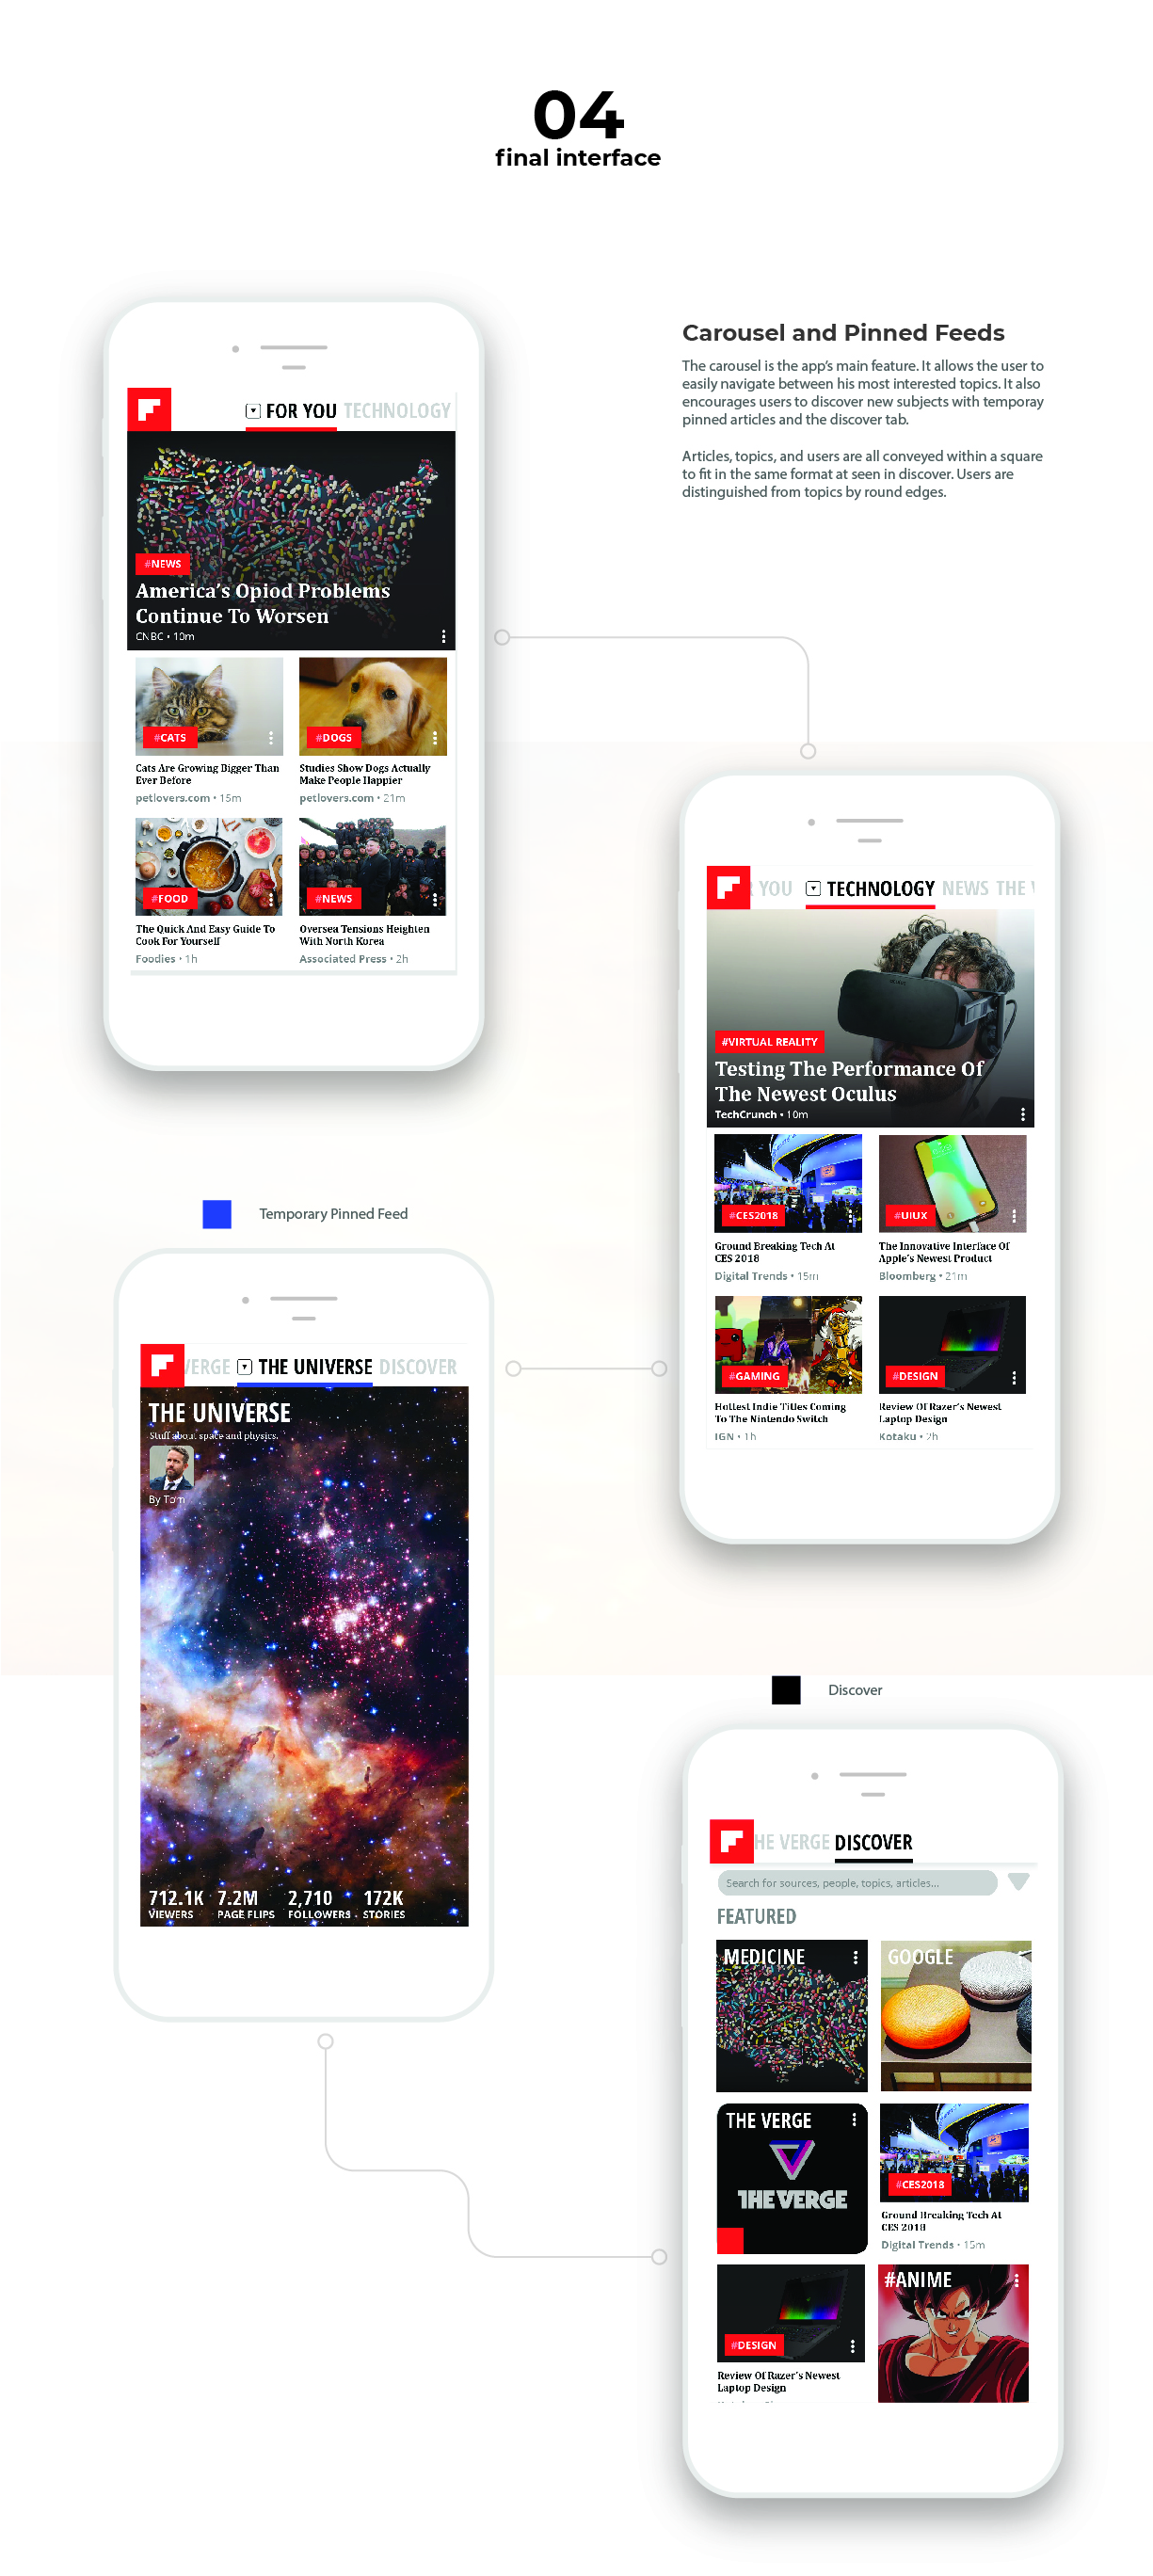 04
final interface
Carousel and Pinned Feeds
The carousel is the app's main feature. It allows the user to
easily navigate between his most interested topics. It also
encourages users to discover new subjects with temporay
pinned articles and the discover tab.
Articles, topics, and users are all conveyed within a square
to fit in the same format at seen in discover. Users are
distinguished from topics by round edges.
FOR YOU TECHNOLOGY
#NEWS
America's Opiod Problems
Continue To Worsen
CNBC • 10m
#CATS
Cats Are Growing Bigger Than
Ever Before
petlovers.com • 15m
#DOGS
Studies Show Dogs Actually
Make People Happier
petlovers.com • 21m
#FOOD
The Quick And Easy Guide To
Cook For Yourself
Foodies • 1h
#NEWS
Oversea Tensions Heighten
With North Korea
Associated Press • 2h
YOU TECHNOLOGY NEWS THE
#VIRTUAL REALITY
Testing The Performance Of
The Newest Oculus
TechCrunch • 10m
#CES2018
Ground Breaking Tech At
CES 2018
Digital Trends • 15m
#UIUX
The Innovative Interface Of
Apple's Newest Product
Bloomberg • 21m
#GAMING
Hottest Indie Titles Coming
To The Nintendo Switch
IGN • 1h
#DESIGN
Review Of Razer's Newest
Laptop Design
Kotaku • 2h
Temporary Pinned Feed
VERGE THE UNIVERSE DISCOVER
THE UNIVERSE
Stuff about space and physics.
By Tom
712.1K 7.2M 2,710 172K
VIEWERS PAGE FLIPS FOLLOWERS STORIES
Discover
HE VERGE DISCOVER
Search for sources, people, topics, articles...
FEATURED
MEDICINE
GOOGLE
THE VERGE
THE VERGE
#CES2018
Ground Breaking Tech At
CES 2018
Digital Trends • 15m
#DESIGN
Review Of Razer's Newest
Laptop Design
#ANIME